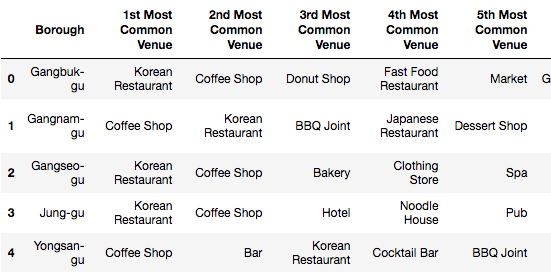 Borough 1st Most Common Venue 2nd Most Common Venue 3rd Most Common Venue 4th Most Common Venue 5th Most Common Venue
0 Gangbuk-gu Korean Restaurant Coffee Shop Donut Shop Fast Food Restaurant Market G
1 Gangnam-gu Coffee Shop Korean Restaurant BBQ Joint Japanese Restaurant Dessert Shop
2 Gangseo-gu Korean Restaurant Coffee Shop Bakery Clothing Store Spa
3 Jung-gu Korean Restaurant Coffee Shop Hotel Noodle House Pub
4 Yongsan-gu Coffee Shop Bar Korean Restaurant Cocktail Bar BBQ Joint